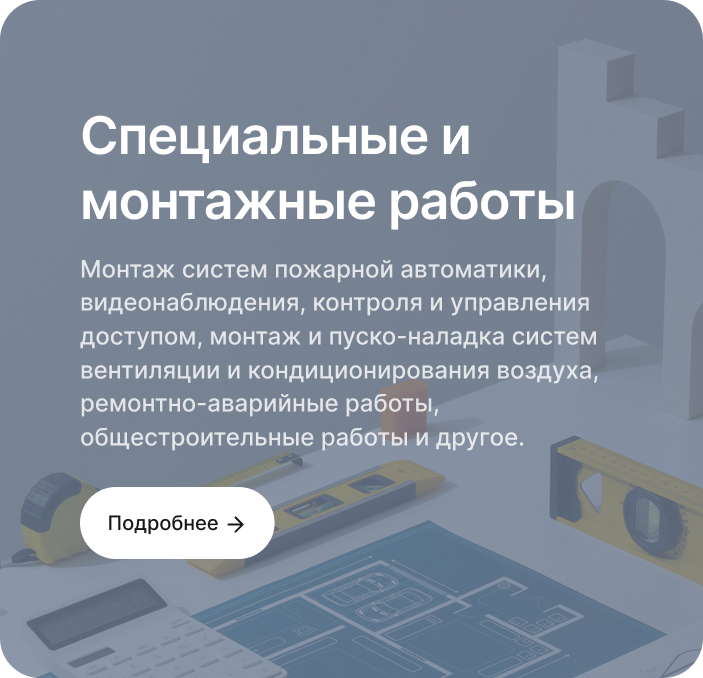 Специальные и
монтажные работы
Монтаж систем пожарной автоматики,
видеонаблюдения, контроля и управления
доступом, монтаж и пуско-наладка систем
вентиляции и кондиционирования воздуха,
ремонтно-аварийные работы,
общестроительные работы и другое.
Подробнее →